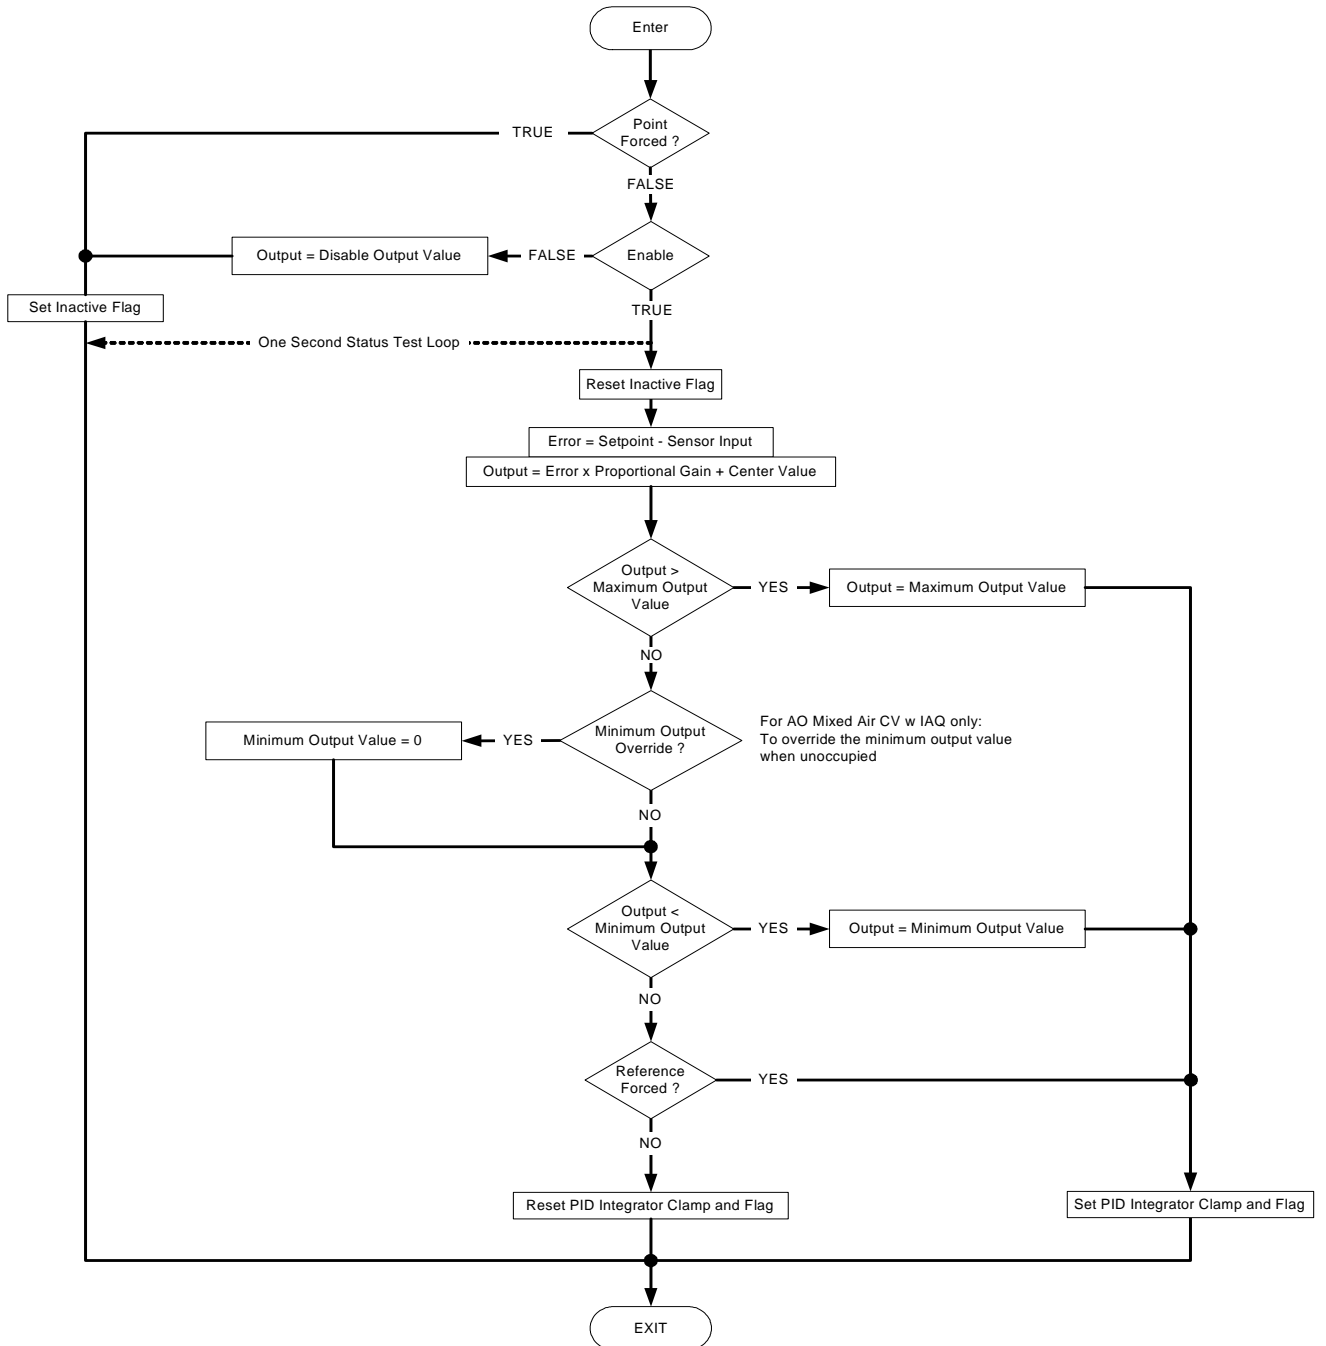 Enter
Point
Forced ?
TRUE
FALSE
Enable
FALSE
Output = Disable Output Value
Set Inactive Flag
TRUE
One Second Status Test Loop
Reset Inactive Flag
Error = Setpoint - Sensor Input
Output = Error x Proportional Gain + Center Value
Output >
Maximum Output
Value
YES
Output = Maximum Output Value
NO
Minimum Output
Override ?
YES
Minimum Output Value = 0
For AO Mixed Air CV w IAQ only:
To override the minimum output value
when unoccupied
NO
Output <
Minimum Output
Value
YES
Output = Minimum Output Value
NO
Reference
Forced ?
YES
NO
Reset PID Integrator Clamp and Flag
Set PID Integrator Clamp and Flag
EXIT